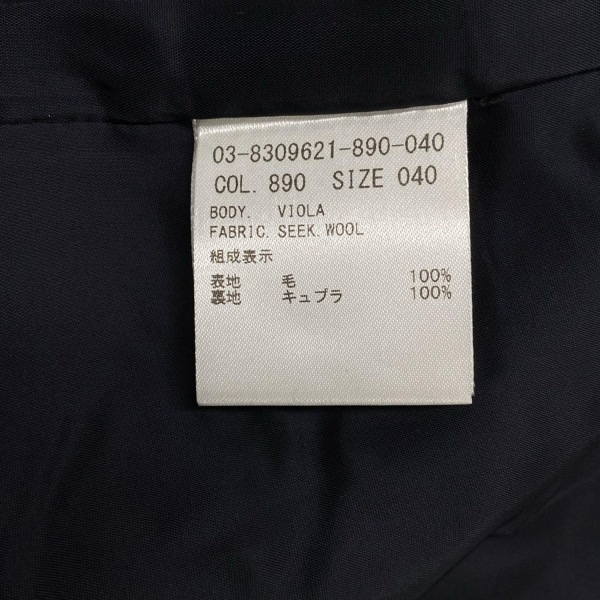 03-8309621-890-040
COL. 890 SIZE 040
BODY. VIOLA
FABRIC. SEEK. WOOL
組成表示
表地 毛 100%
裏地 キュプラ 100%